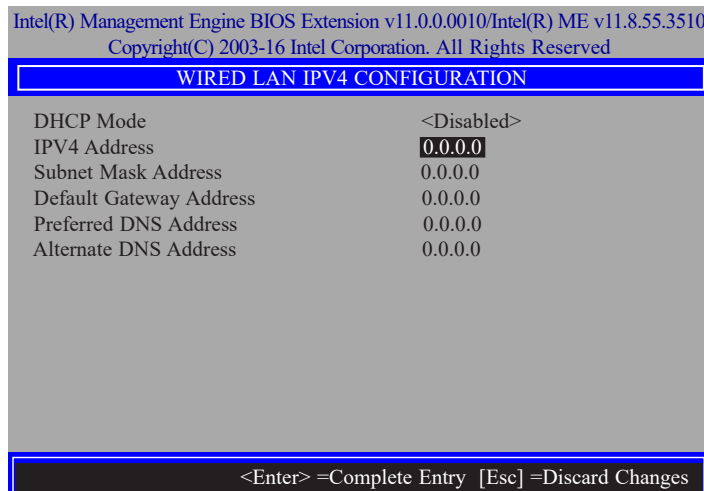 Intel(R) Management Engine BIOS Extension v11.0.0.0010/Intel(R) ME v11.8.55.3510
Copyright(C) 2003-16 Intel Corporation. All Rights Reserved
WIRED LAN IPV4 CONFIGURATION
DHCP Mode <Disabled>
IPV4 Address 0.0.0.0
Subnet Mask Address 0.0.0.0
Default Gateway Address 0.0.0.0
Preferred DNS Address 0.0.0.0
Alternate DNS Address 0.0.0.0
<Enter> =Complete Entry [Esc] =Discard Changes